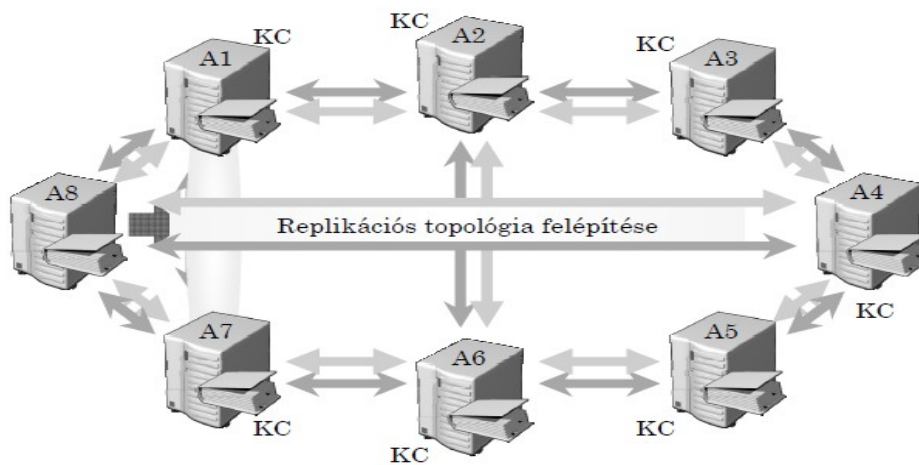 KC
A1
KC
A2
KC
A3
A8
A4
Replikációs topológia felépítése
KC
A7
A6
A5
KC
KC
KC